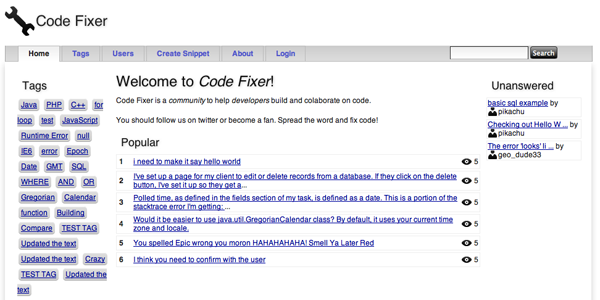 Code Fixer
Home Tags Users Create Snippet About Login Search
Tags
Java PHP C++ for
loop test JavaScript
Runtime Error null
IE6 error Epoch
Date GMT SQL
WHERE AND OR
Gregorian Calendar
function Building
Compare TEST TAG
Updated the text
Updated the text Crazy
TEST TAG Updated the
text
Welcome to Code Fixer!
Code Fixer is a community to help developers build and colaborate on code.
You should follow us on twitter or become a fan. Spread the word and fix code!
Popular
1 i need to make it say hello world 5
2 I've set up a page for my client to edit or delete records from a database. If they click on the delete
button, I've set it up so they get a... 5
3 Polled time, as defined in the fields section of my task, is defined as a date. This is a portion of the
stacktrace error I'm getting: ... 5
4 Would it be easier to use java.util.GregorianCalendar class? By default, it uses your current time
zone and locale. 5
5 You spelled Epic wrong you moron HAHAHAHAHA! Smell Ya Later Red 5
6 I think you need to confirm with the user 5
Unanswered
basic sql example by
pikachu
Checking out Hello W ... by
pikachu
The error 'looks' li ... by
geo_dude33